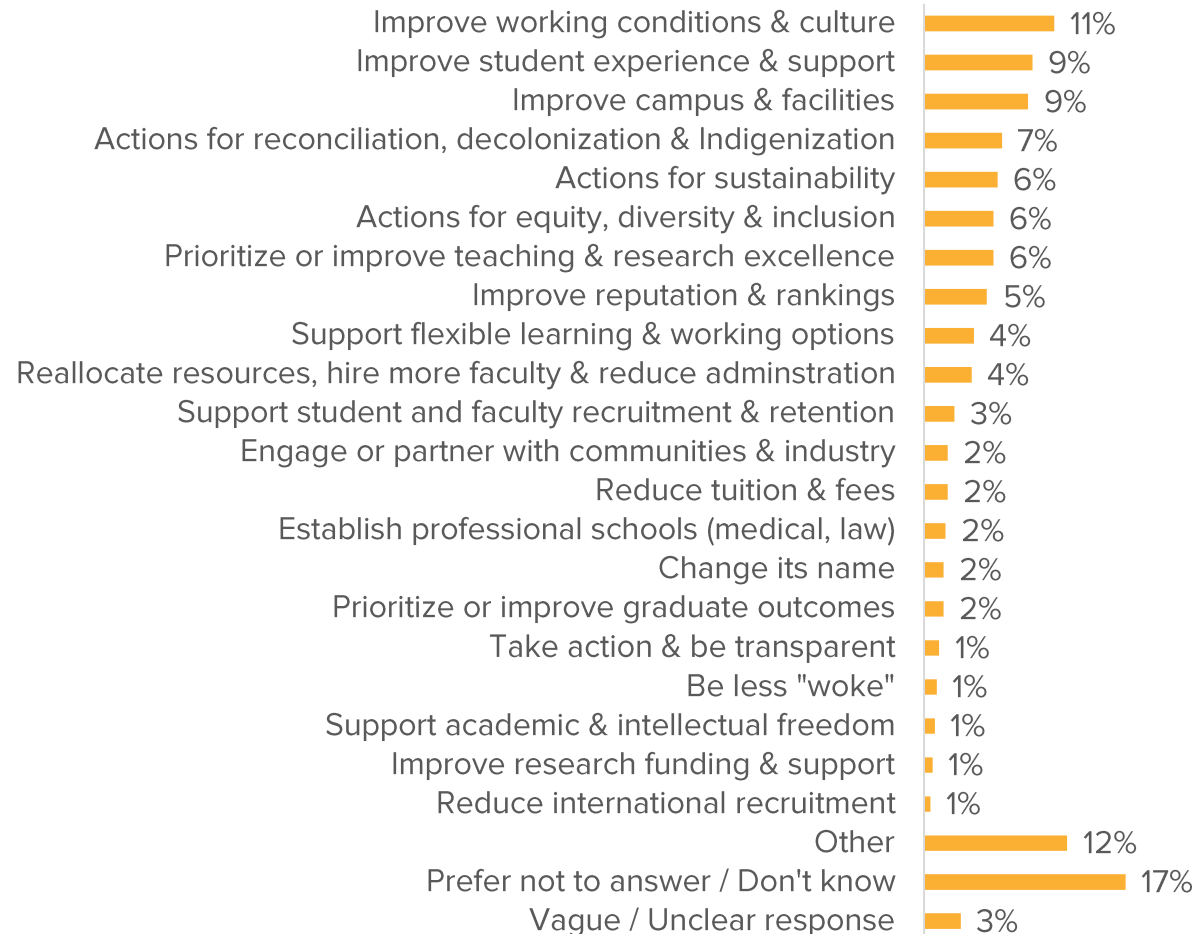 Improve working conditions & culture 11%
Improve student experience & support 9%
Improve campus & facilities 9%
Actions for reconciliation, decolonization & Indigenization 7%
Actions for sustainability 6%
Actions for equity, diversity & inclusion 6%
Prioritize or improve teaching & research excellence 6%
Improve reputation & rankings 5%
Support flexible learning & working options 4%
Reallocate resources, hire more faculty & reduce adminstration 4%
Support student and faculty recruitment & retention 3%
Engage or partner with communities & industry 2%
Reduce tuition & fees 2%
Establish professional schools (medical, law) 2%
Change its name 2%
Prioritize or improve graduate outcomes 2%
Take action & be transparent 1%
Be less "woke" 1%
Support academic & intellectual freedom 1%
Improve research funding & support 1%
Reduce international recruitment 1%
Other 12%
Prefer not to answer / Don't know 17%
Vague / Unclear response 3%